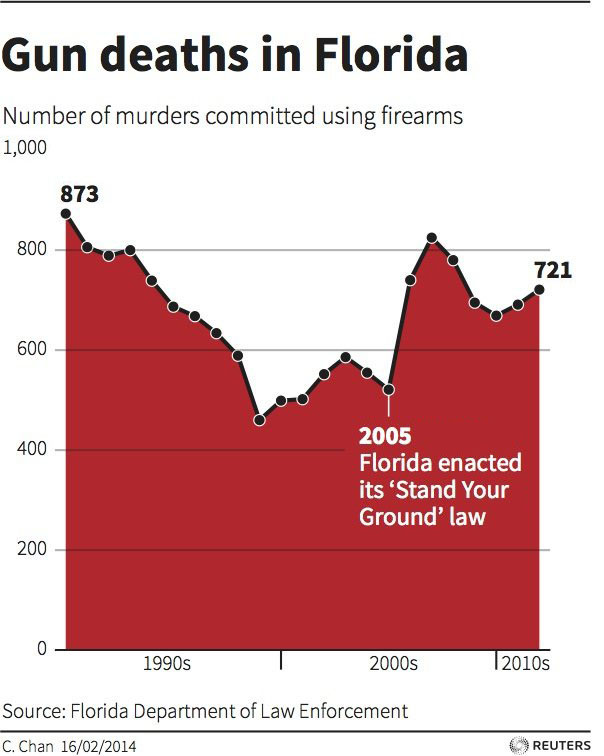 Gun deaths in Florida
Number of murders committed using firearms
1,000
873
800
721
600
2005
Florida enacted
its ‘Stand Your
Ground’ law
400
200
0
1990s
2000s
2010s
Source: Florida Department of Law Enforcement
C. Chan 16/02/2014
REUTERS